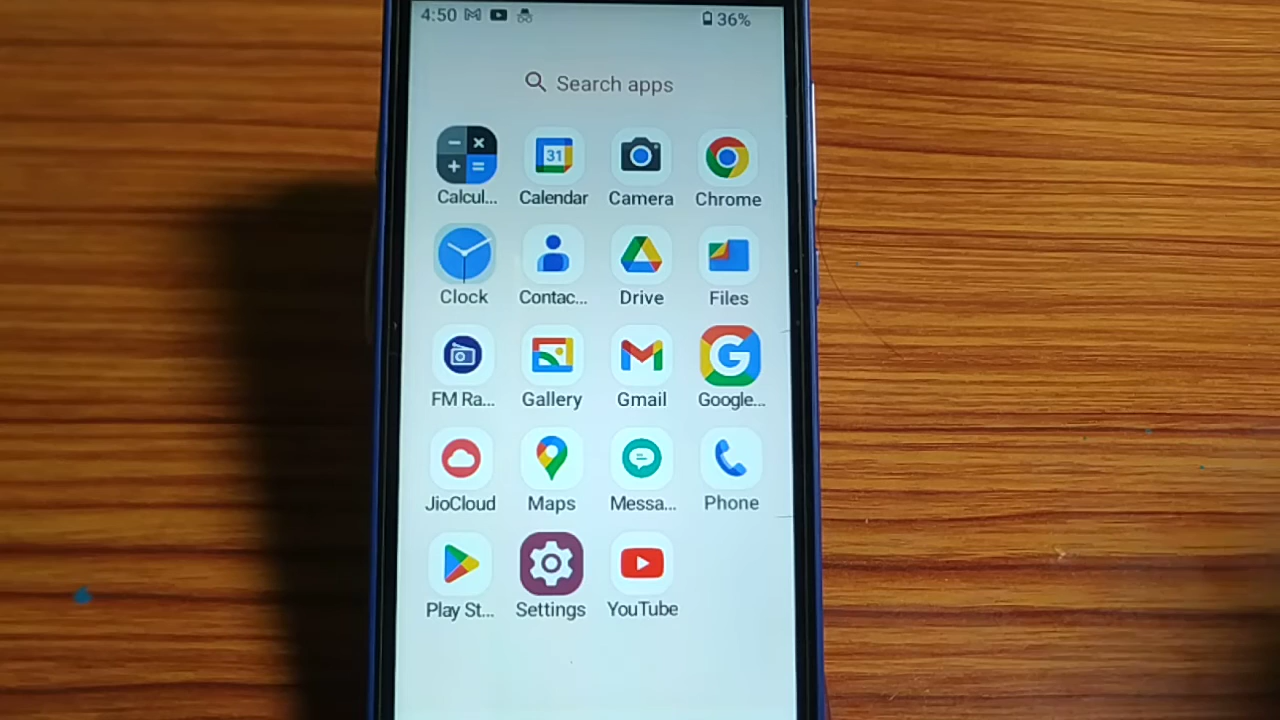 4:50 36%
Search apps
31
Calcul... Calendar Camera Chrome
Clock Contac... Drive Files
G
FM Ra... Gallery Gmail Google...
JioCloud Maps Messa... Phone
Play St... Settings YouTube